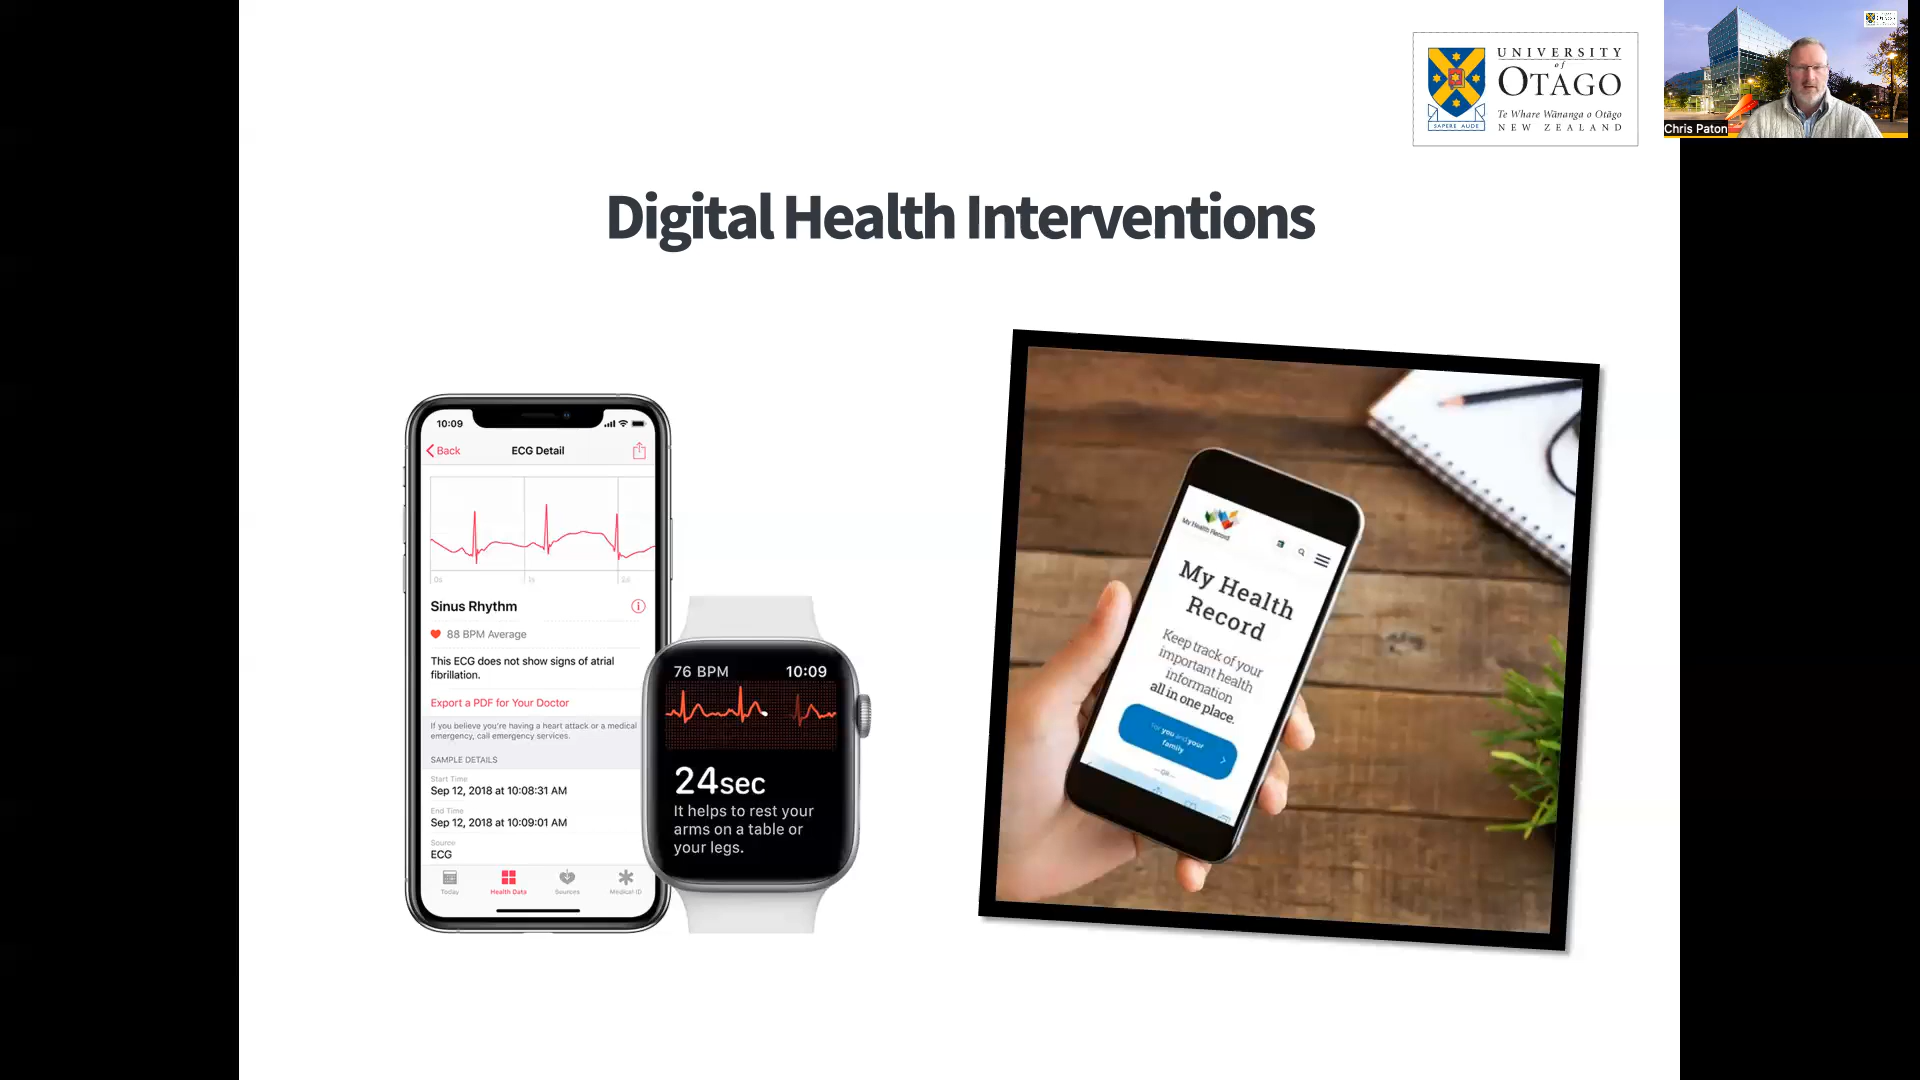 UNIVERSITY
of
OTAGO
Te Whare Wānanga o Otāgo
NEW ZEALAND
SAPERE AUDE
Chris Paton
Digital Health Interventions
10:09
Back
ECG Detail
0s 1s 2s
Sinus Rhythm
88 BPM Average
This ECG does not show signs of atrial
fibrillation.
Export a PDF for Your Doctor
If you believe you're having a heart attack or a medical
emergency, call emergency services.
SAMPLE DETAILS
Start Time
Sep 12, 2018 at 10:08:31 AM
End Time
Sep 12, 2018 at 10:09:01 AM
Source
ECG
Today Health Data Sources Medical ID
76 BPM 10:09
24sec
It helps to rest your
arms on a table or
your legs.
My Health Record
My Health
Record
Keep track of your
important health
information
all in one place.
For you and your
family
OR